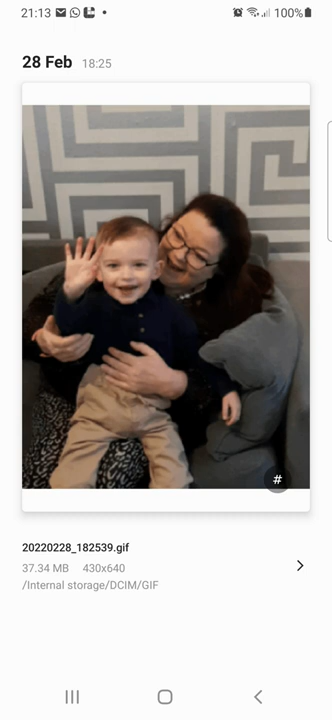 21:13
100%
28 Feb 18:25
#
20220228_182539.gif
37.34 MB 430x640
/Internal storage/DCIM/GIF